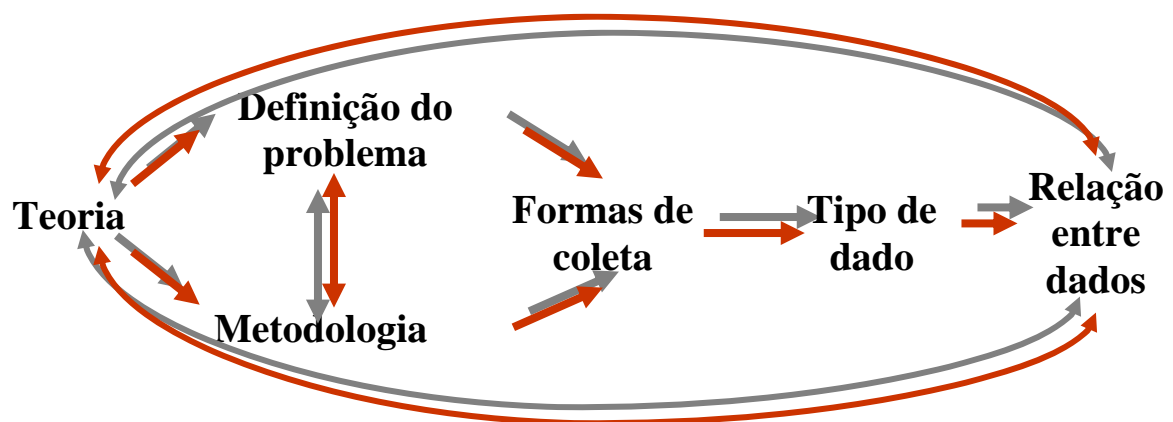 Definição do
problema
Teoria
Metodologia
Formas de
coleta
Tipo de
dado
Relação
entre
dados